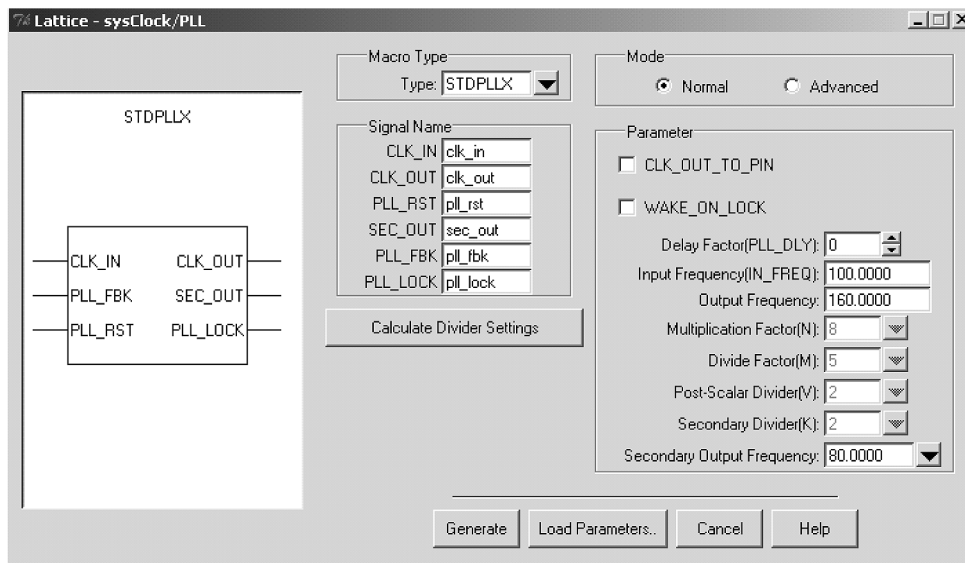 Lattice - sysClock/PLL
STDPLLX
CLK_IN CLK_OUT
PLL_FBK SEC_OUT
PLL_RST PLL_LOCK
Macro Type
Type: STDPLLX
Signal Name
CLK_IN clk_in
CLK_OUT clk_out
PLL_RST pll_rst
SEC_OUT sec_out
PLL_FBK pll_fbk
PLL_LOCK pll_lock
Calculate Divider Settings
Mode
Normal Advanced
Parameter
CLK_OUT_TO_PIN
WAKE_ON_LOCK
Delay Factor(PLL_DLY): 0
Input Frequency(IN_FREQ): 100.0000
Output Frequency: 160.0000
Multiplication Factor(N): 8
Divide Factor(M): 5
Post-Scalar Divider(V): 2
Secondary Divider(K): 2
Secondary Output Frequency: 80.0000
Generate Load Parameters.. Cancel Help